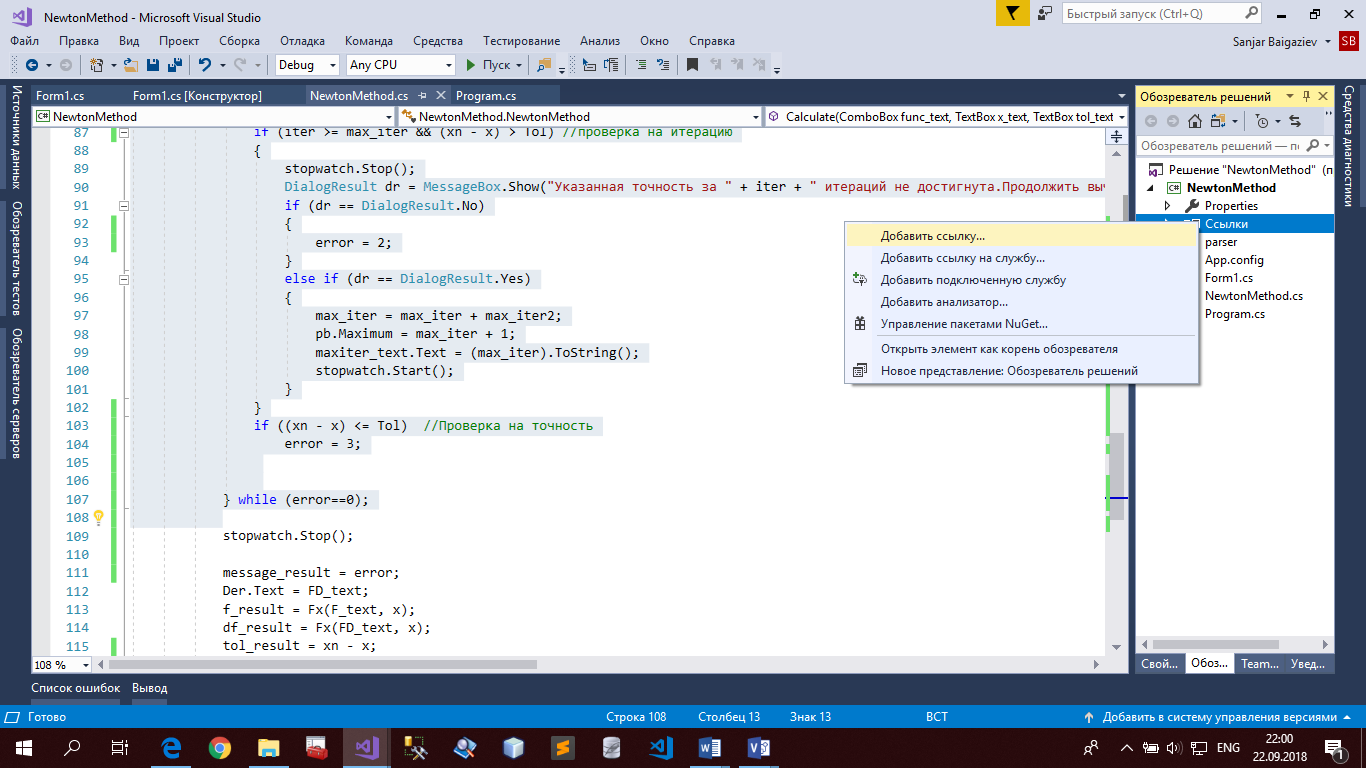 NewtonMethod - Microsoft Visual Studio
Быстрый запуск (Ctrl+Q)
Файл Правка Вид Проект Сборка Отладка Команда Средства Тестирование Анализ Окно Справка
Sanjar Baigaziev SB
Debug Any CPU Пуск
Источники данных
Обозреватель тестов
Обозреватель серверов
Form1.cs Form1.cs [Конструктор] NewtonMethod.cs Program.cs
C# NewtonMethod NewtonMethod.NewtonMethod Calculate(ComboBox func_text, TextBox x_text, TextBox tol_text
87 if (iter >= max_iter && (xn - x) > Tol) //проверка на итерацию
88 {
89 stopwatch.Stop();
90 DialogResult dr = MessageBox.Show("Указанная точность за " + iter + " итераций не достигнута.Продолжить выч
91 if (dr == DialogResult.No)
92 {
93 error = 2;
94 }
95 else if (dr == DialogResult.Yes)
96 {
97 max_iter = max_iter + max_iter2;
98 pb.Maximum = max_iter + 1;
99 maxiter_text.Text = (max_iter).ToString();
100 stopwatch.Start();
101 }
102 }
103 if ((xn - x) <= Tol) //Проверка на точность
104 error = 3;
105
106
107 } while (error==0);
108
109 stopwatch.Stop();
110
111 message_result = error;
112 Der.Text = FD_text;
113 f_result = Fx(F_text, x);
114 df_result = Fx(FD_text, x);
115 tol_result = xn - x;
108 %
Добавить ссылку...
Добавить ссылку на службу...
Добавить подключенную службу
Добавить анализатор...
Управление пакетами NuGet...
Открыть элемент как корень обозревателя
Новое представление: Обозреватель решений
Обозреватель решений
Обозреватель решений — по
Решение "NewtonMethod" (п
C# NewtonMethod
Properties
Ссылки
parser
App.config
Form1.cs
NewtonMethod.cs
Program.cs
Свой... Обоз... Team... Увед...
Средства диагностики
Список ошибок Вывод
Готово Строка 108 Столбец 13 Знак 13 ВСТ Добавить в систему управления версиями
ENG
22:00
22.09.2018
1